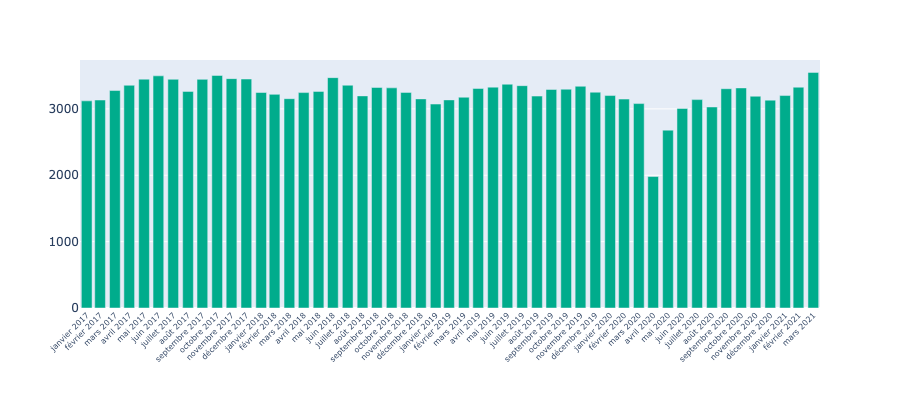 3000
2000
1000
0
janvier 2017
février 2017
mars 2017
avril 2017
mai 2017
juin 2017
juillet 2017
août 2017
septembre 2017
octobre 2017
novembre 2017
décembre 2017
janvier 2018
février 2018
mars 2018
avril 2018
mai 2018
juin 2018
juillet 2018
août 2018
septembre 2018
octobre 2018
novembre 2018
décembre 2018
janvier 2019
février 2019
mars 2019
avril 2019
mai 2019
juin 2019
juillet 2019
août 2019
septembre 2019
octobre 2019
novembre 2019
décembre 2019
janvier 2020
février 2020
mars 2020
avril 2020
mai 2020
juin 2020
juillet 2020
août 2020
septembre 2020
octobre 2020
novembre 2020
décembre 2020
janvier 2021
février 2021
mars 2021